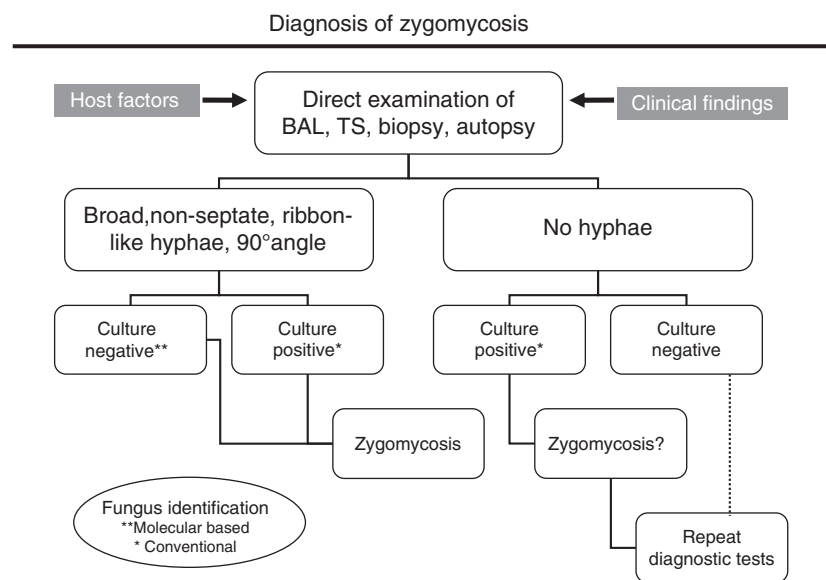 Diagnosis of zygomycosis
Host factors
Direct examination of
BAL, TS, biopsy, autopsy
Clinical findings
Broad,non-septate, ribbon-
like hyphae, 90°angle
No hyphae
Culture
negative**
Culture
positive*
Culture
positive*
Culture
negative
Zygomycosis
Zygomycosis?
Fungus identification
**Molecular based
* Conventional
Repeat
diagnostic tests